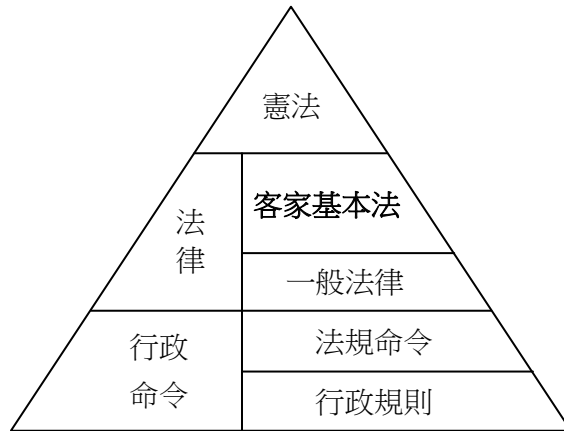 憲法
法
律
客家基本法
一般法律
行政
命令
法規命令
行政規則